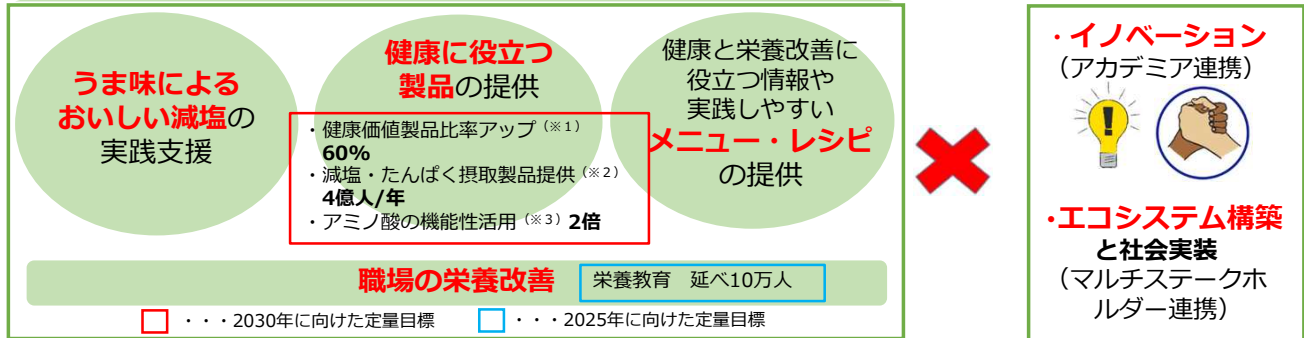 うま味による
おいしい減塩の
実践支援
健康に役立つ
製品の提供
・健康価値製品比率アップ（※１）
60%
・減塩・たんぱく摂取製品提供（※２）
4億人/年
・アミノ酸の機能性活用（※３）2倍
健康と栄養改善に
役立つ情報や
実践しやすい
メニュー・レシピ
の提供
職場の栄養改善
栄養教育　延べ10万人
・・・2030年に向けた定量目標
・・・2025年に向けた定量目標
・イノベーション
（アカデミア連携）
・エコシステム構築
と社会実装
（マルチステークホ
ルダー連携）